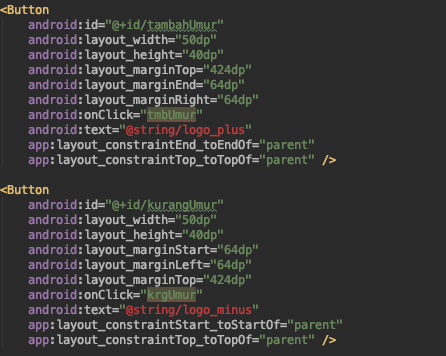 <Button
android:id="@+id/tambahUmur"
android:layout_width="50dp"
android:layout_height="40dp"
android:layout_marginTop="424dp"
android:layout_marginEnd="64dp"
android:layout_marginRight="64dp"
android:onClick="tmbUmur"
android:text="@string/logo_plus"
app:layout_constraintEnd_toEndOf="parent"
app:layout_constraintTop_toTopOf="parent" />
<Button
android:id="@+id/kurangUmur"
android:layout_width="50dp"
android:layout_height="40dp"
android:layout_marginStart="64dp"
android:layout_marginLeft="64dp"
android:layout_marginTop="424dp"
android:onClick="krgUmur"
android:text="@string/logo_minus"
app:layout_constraintStart_toStartOf="parent"
app:layout_constraintTop_toTopOf="parent" />